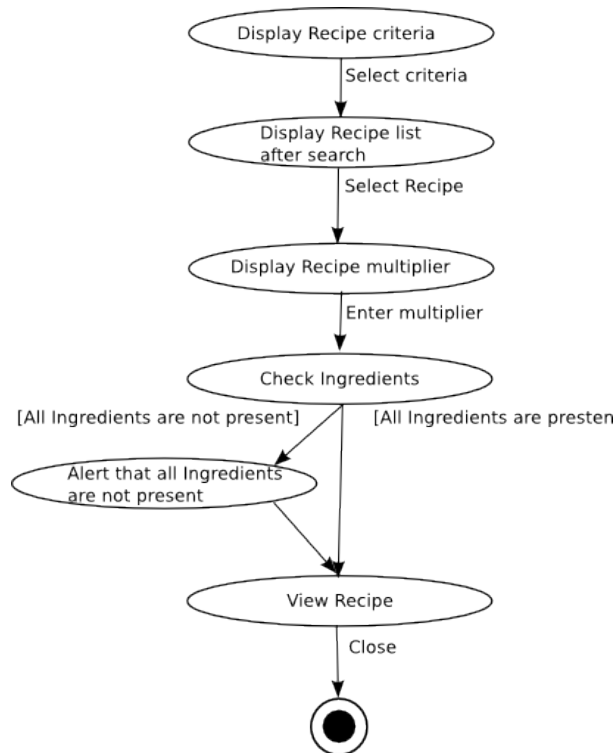 Display Recipe criteria
Select criteria
Display Recipe list
after search
Select Recipe
Display Recipe multiplier
Enter multiplier
Check Ingredients
[All Ingredients are not present]
[All Ingredients are presten
Alert that all Ingredients
are not present
View Recipe
Close